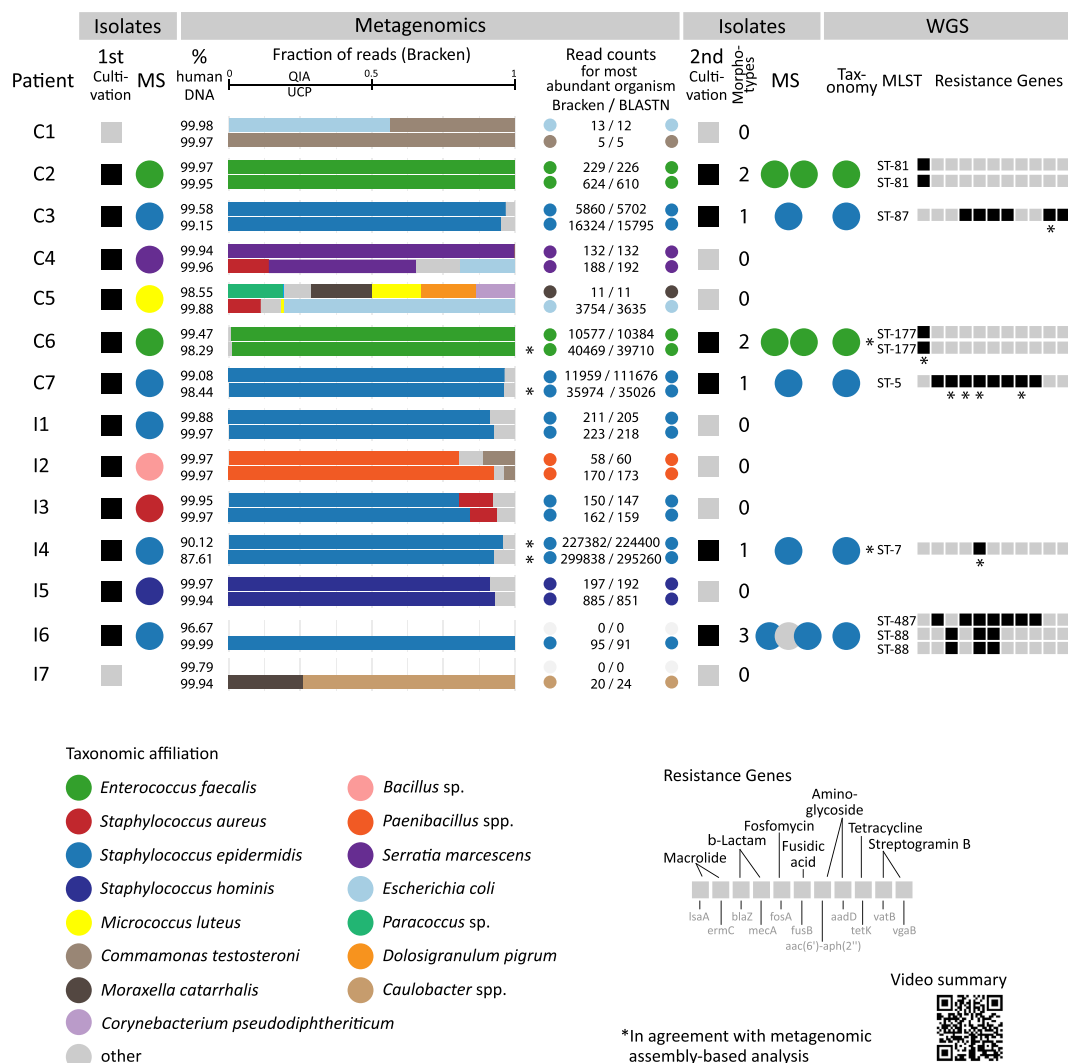 Isolates Metagenomics Isolates WGS
1st % Fraction of reads (Bracken) Read counts 2nd
Patient Culti- MS human 0 QIA 0.5 1 for most Culti- Morpho- MS Tax- MLST Resistance Genes
vation DNA UCP abundant organism vation types onomy
Bracken / BLASTN
C1 99.98 13 / 12 0
99.97 5 / 5
C2 99.97 229 / 226 2 ST-81
99.95 624 / 610 ST-81
C3 99.58 5860 / 5702 1 ST-87
99.15 16324 / 15795 *
C4 99.94 132 / 132 0
99.96 188 / 192
C5 98.55 11 / 11 0
99.88 3754 / 3635
C6 99.47 10577 / 10384 2 * ST-177
98.29 * 40469 / 39710 ST-177
*
C7 99.08 11959 / 111676 1 ST-5
98.44 * 35974 / 35026 * * * *
I1 99.88 211 / 205 0
99.97 223 / 218
I2 99.97 58 / 60 0
99.97 170 / 173
I3 99.95 150 / 147 0
99.97 162 / 159
I4 90.12 * 227382 / 224400 1 * ST-7
87.61 * 299838 / 295260 *
I5 99.97 197 / 192 0
99.94 885 / 851
I6 96.67 0 / 0 3 ST-487
99.99 95 / 91 ST-88
ST-88
I7 99.79 0 / 0 0
99.94 20 / 24
Taxonomic affiliation
Enterococcus faecalis
Staphylococcus aureus
Staphylococcus epidermidis
Staphylococcus hominis
Micrococcus luteus
Commamonas testosteroni
Moraxella catarrhalis
Corynebacterium pseudodiphtheriticum
other
Bacillus sp.
Paenibacillus spp.
Serratia marcescens
Escherichia coli
Paracoccus sp.
Dolosigranulum pigrum
Caulobacter spp.
Resistance Genes
Amino-
glycoside
Fosfomycin Tetracycline
b-Lactam Fusidic Streptogramin B
Macrolide acid
lsaA blaZ fosA aadD vatB
ermC mecA fusB tetK vgaB
aac(6')-aph(2'')
Video summary
*In agreement with metagenomic
assembly-based analysis